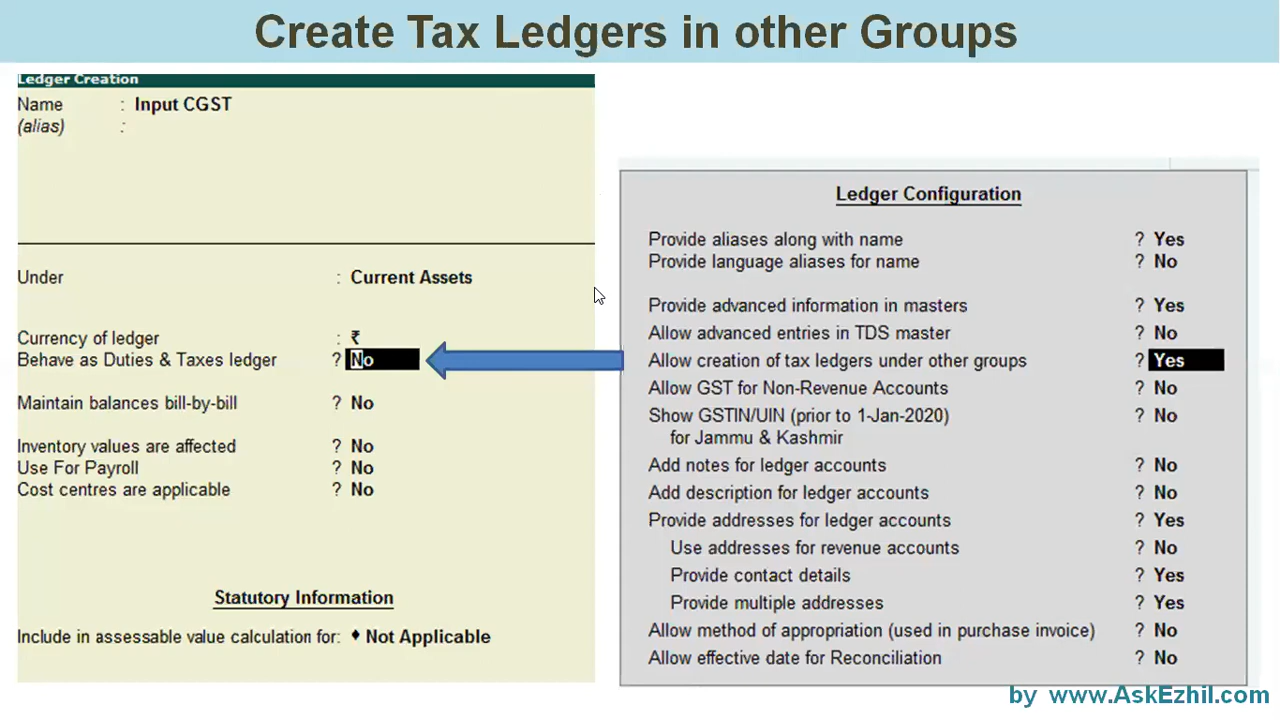 Create Tax Ledgers in other Groups
Ledger Creation
Name : Input CGST
(alias) :
Under : Current Assets
Currency of ledger : ₹
Behave as Duties & Taxes ledger ? No
Maintain balances bill-by-bill ? No
Inventory values are affected ? No
Use For Payroll ? No
Cost centres are applicable ? No
Statutory Information
Include in assessable value calculation for: ♦ Not Applicable
Ledger Configuration
Provide aliases along with name ? Yes
Provide language aliases for name ? No
Provide advanced information in masters ? Yes
Allow advanced entries in TDS master ? No
Allow creation of tax ledgers under other groups ? Yes
Allow GST for Non-Revenue Accounts ? No
Show GSTIN/UIN (prior to 1-Jan-2020) ? No
for Jammu & Kashmir
Add notes for ledger accounts ? No
Add description for ledger accounts ? No
Provide addresses for ledger accounts ? Yes
Use addresses for revenue accounts ? No
Provide contact details ? Yes
Provide multiple addresses ? Yes
Allow method of appropriation (used in purchase invoice) ? No
Allow effective date for Reconciliation ? No
by www.AskEzhil.com